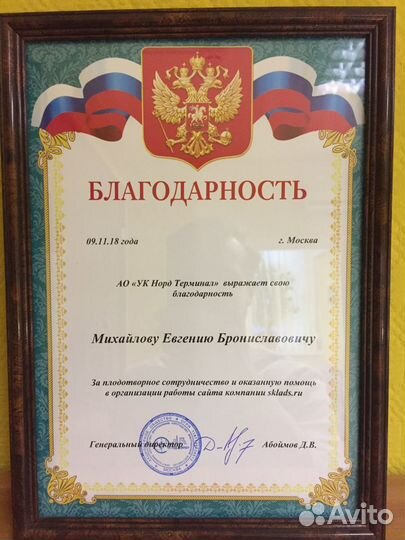 БЛАГОДАРНОСТЬ
09.11.18 года г. Москва
АО «УК Норд Терминал» выражает свою
благодарность
Михайлову Евгению Брониславовичу
За плодотворное сотрудничество и оказанную помощь
в организации работы сайта компании sklads.ru
Генеральный директор Абоймов Д.В.
Avito